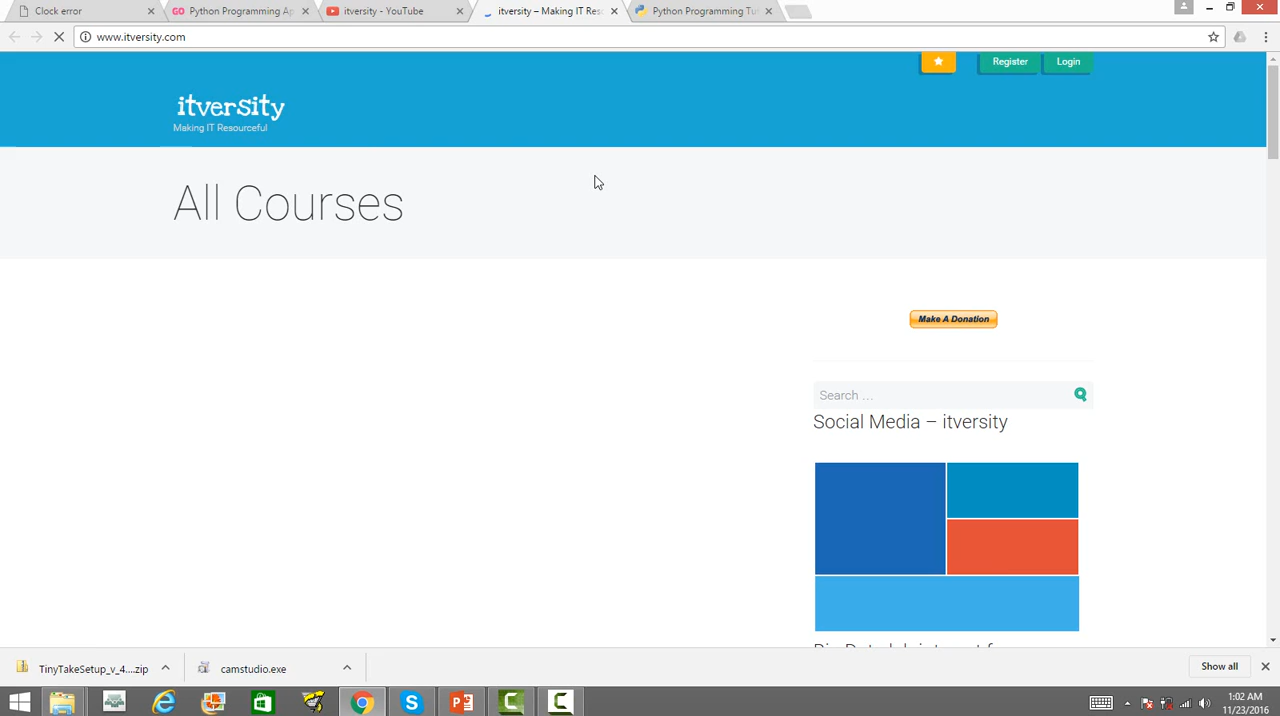 Clock error
Python Programming Ap
itversity - YouTube
itversity – Making IT Res
Python Programming Tu
www.itversity.com
Register
Login
itversity
Making IT Resourceful
All Courses
Make A Donation
Search ...
Social Media – itversity
TinyTakeSetup_v_4....zip
camstudio.exe
Show all
1:02 AM
11/23/2016